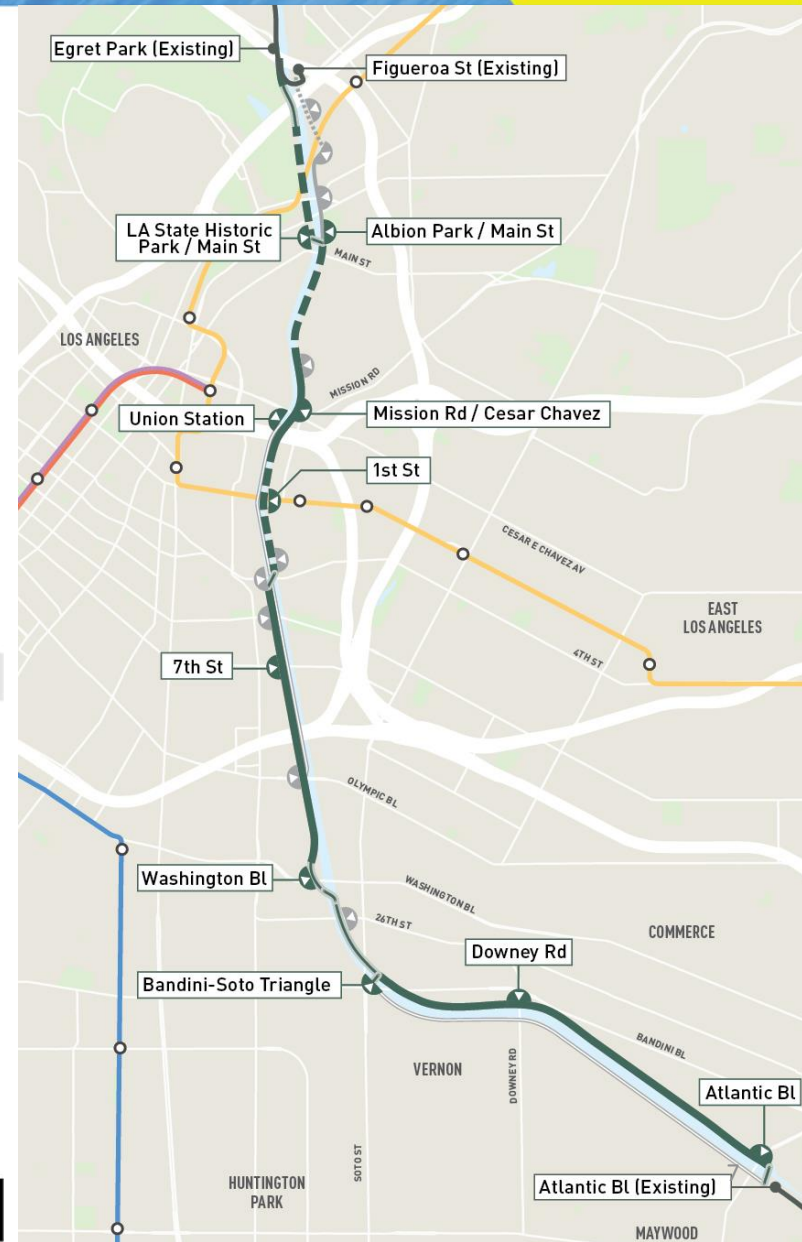 Egret Park (Existing)
Figueroa St (Existing)
LA State Historic
Park / Main St
Albion Park / Main St
MAIN ST
LOS ANGELES
MISSION RD
Union Station
Mission Rd / Cesar Chavez
1st St
CESAR E CHAVEZ AV
EAST
LOS ANGELES
4TH ST
7th St
OLYMPIC BL
Washington Bl
WASHINGTON BL
26TH ST
COMMERCE
Downey Rd
Bandini-Soto Triangle
BANDINI BL
VERNON
DOWNEY RD
Atlantic Bl
SOTO ST
HUNTINGTON
PARK
Atlantic Bl (Existing)
MAYWOOD